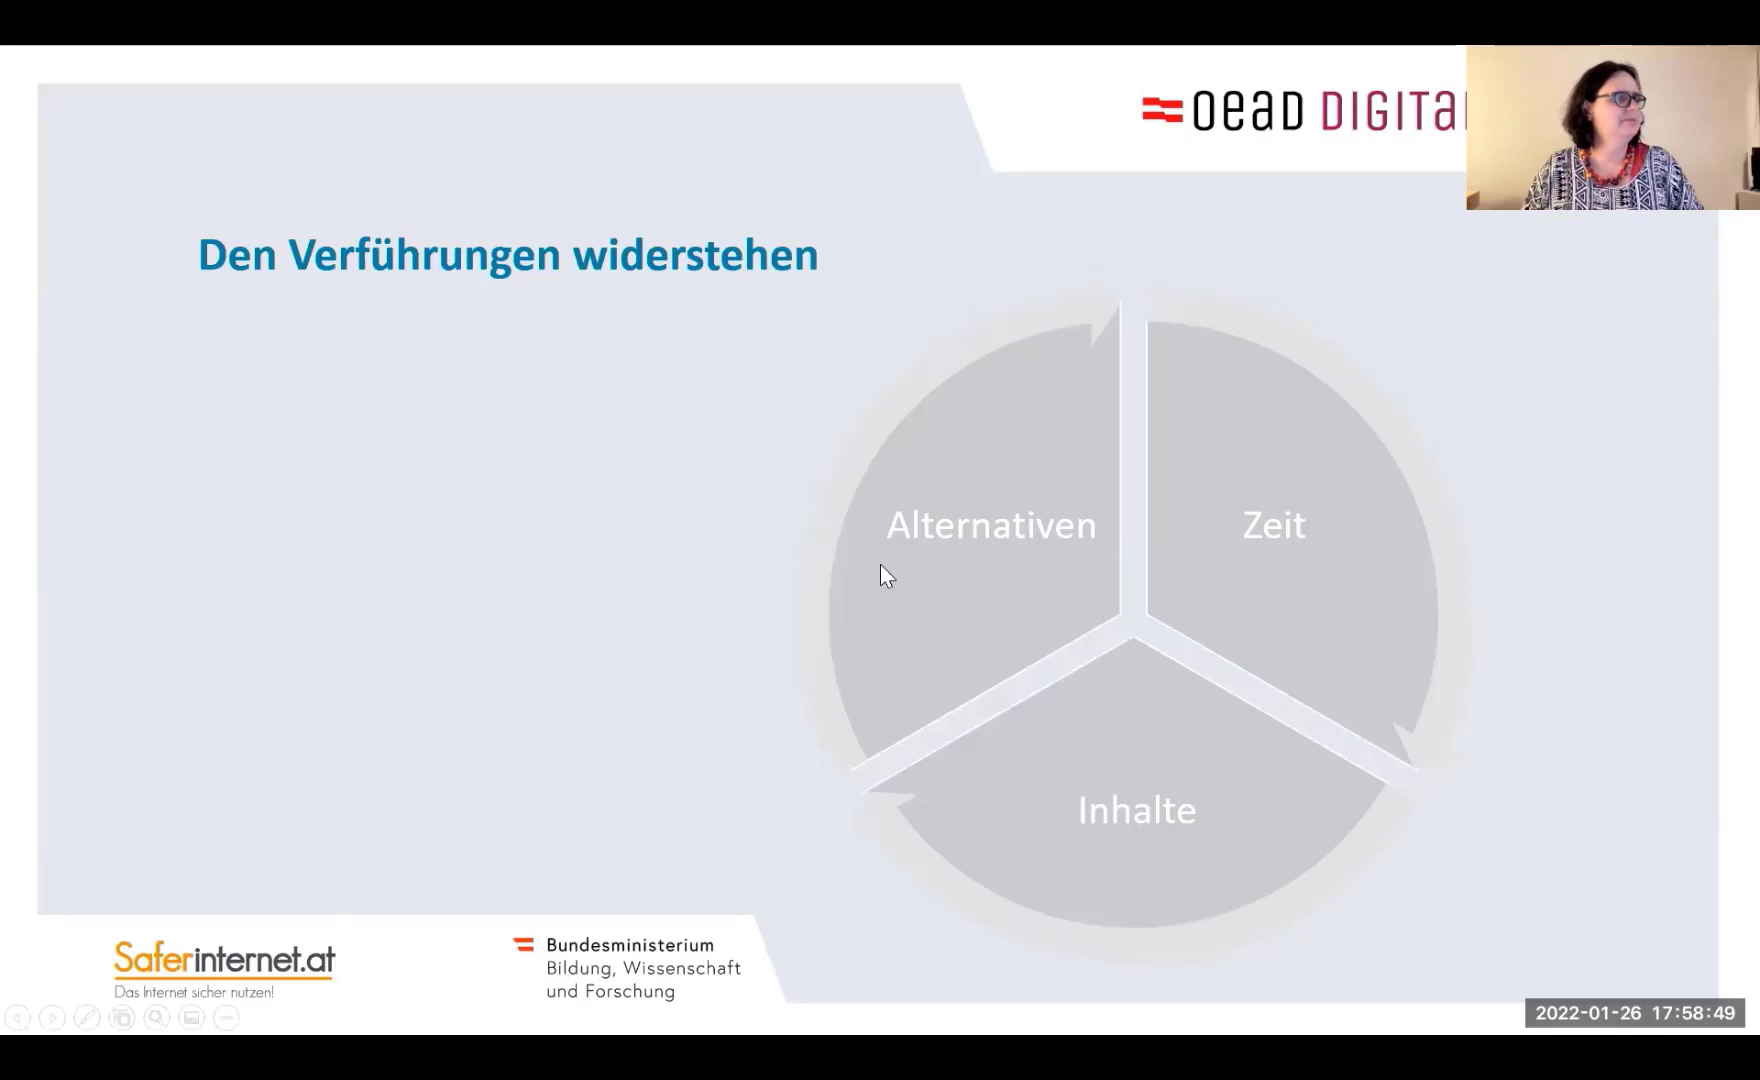 OeAD DIGITA
Den Verführungen widerstehen
Alternativen
Zeit
Inhalte
Saferinternet.at
Das Internet sicher nutzen!
Bundesministerium
Bildung, Wissenschaft
und Forschung
2022-01-26 17:58:49